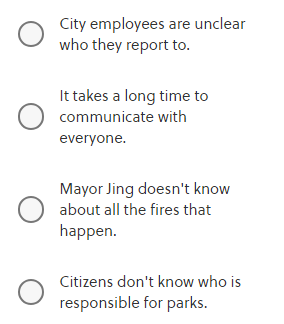 City employees are unclear
who they report to.
It takes a long time to
communicate with
everyone.
Mayor Jing doesn't know
about all the fires that
happen.
Citizens don't know who is
responsible for parks.